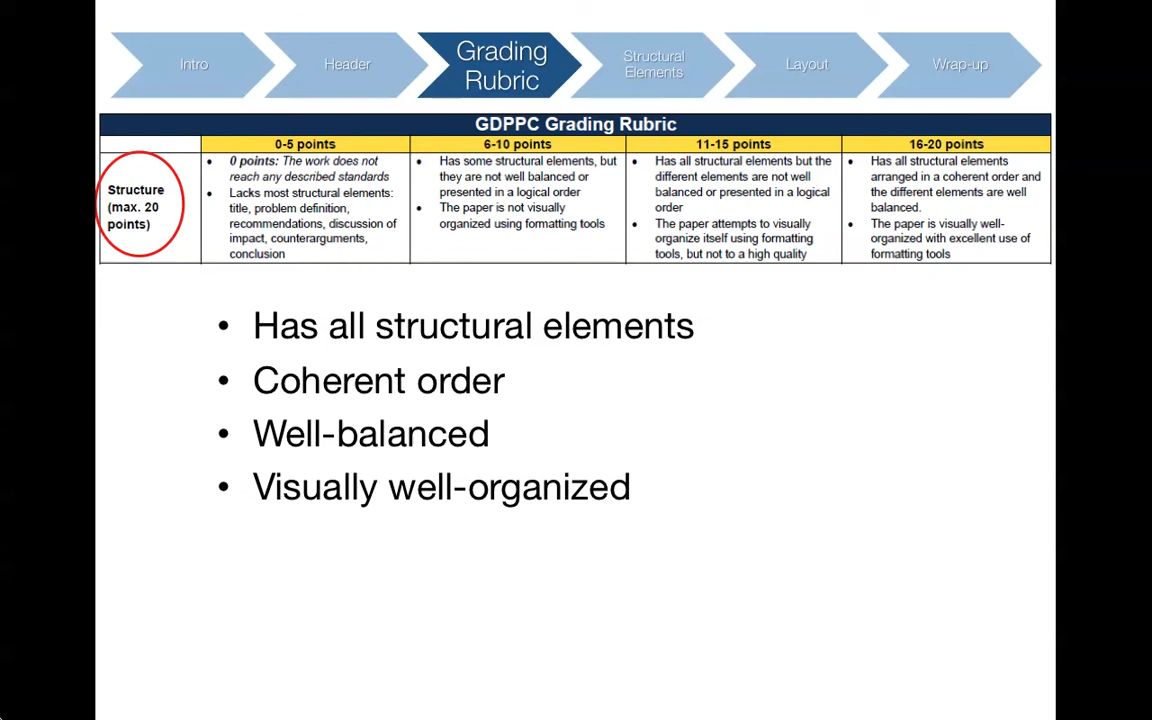 Intro
Header
Grading
Rubric
Structural
Elements
Layout
Wrap-up
GDPPC Grading Rubric
0-5 points
6-10 points
11-15 points
16-20 points
Structure
(max. 20
points)
• 0 points: The work does not
reach any described standards
• Lacks most structural elements:
title, problem definition,
recommendations, discussion of
impact, counterarguments,
conclusion
• Has some structural elements, but
they are not well balanced or
presented in a logical order
• The paper is not visually
organized using formatting tools
• Has all structural elements but the
different elements are not well
balanced or presented in a logical
order
• The paper attempts to visually
organize itself using formatting
tools, but not to a high quality
• Has all structural elements
arranged in a coherent order and
the different elements are well
balanced.
• The paper is visually well-
organized with excellent use of
formatting tools
• Has all structural elements
• Coherent order
• Well-balanced
• Visually well-organized